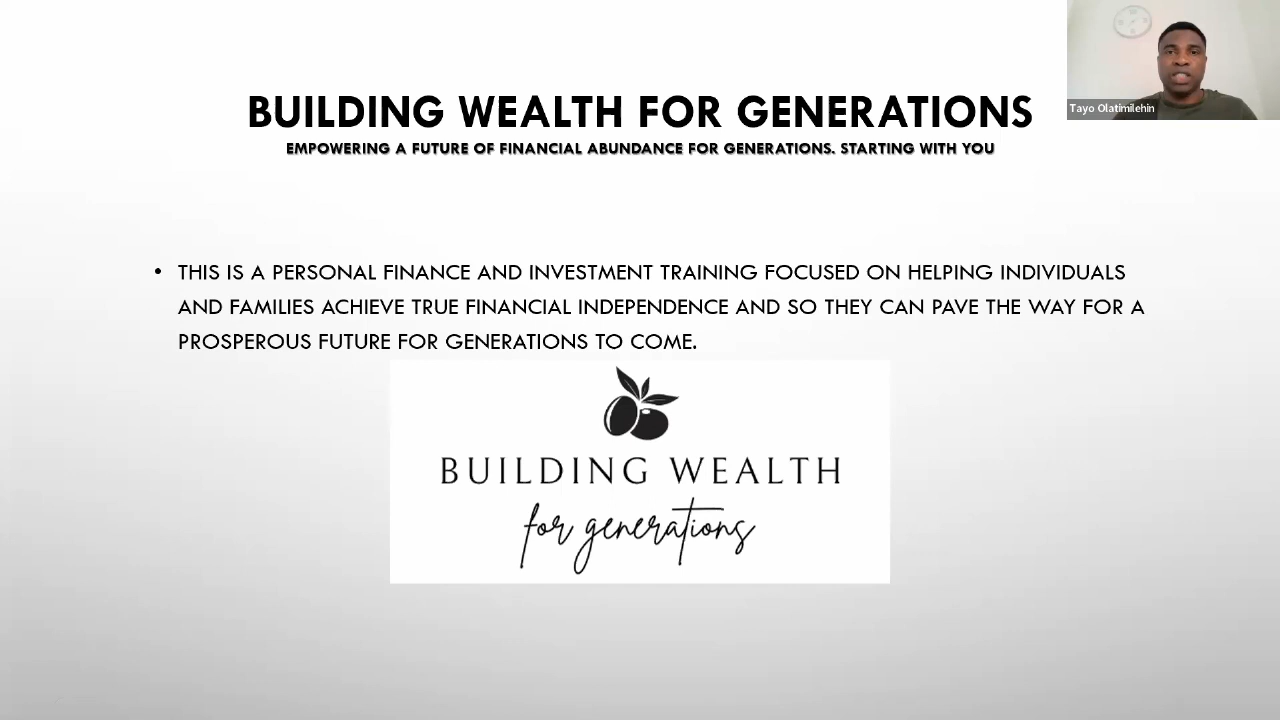 BUILDING WEALTH FOR GENERATIONS
EMPOWERING A FUTURE OF FINANCIAL ABUNDANCE FOR GENERATIONS. STARTING WITH YOU
Tayo Olatimilehin
• THIS IS A PERSONAL FINANCE AND INVESTMENT TRAINING FOCUSED ON HELPING INDIVIDUALS
AND FAMILIES ACHIEVE TRUE FINANCIAL INDEPENDENCE AND SO THEY CAN PAVE THE WAY FOR A
PROSPEROUS FUTURE FOR GENERATIONS TO COME.
BUILDING WEALTH
for generations